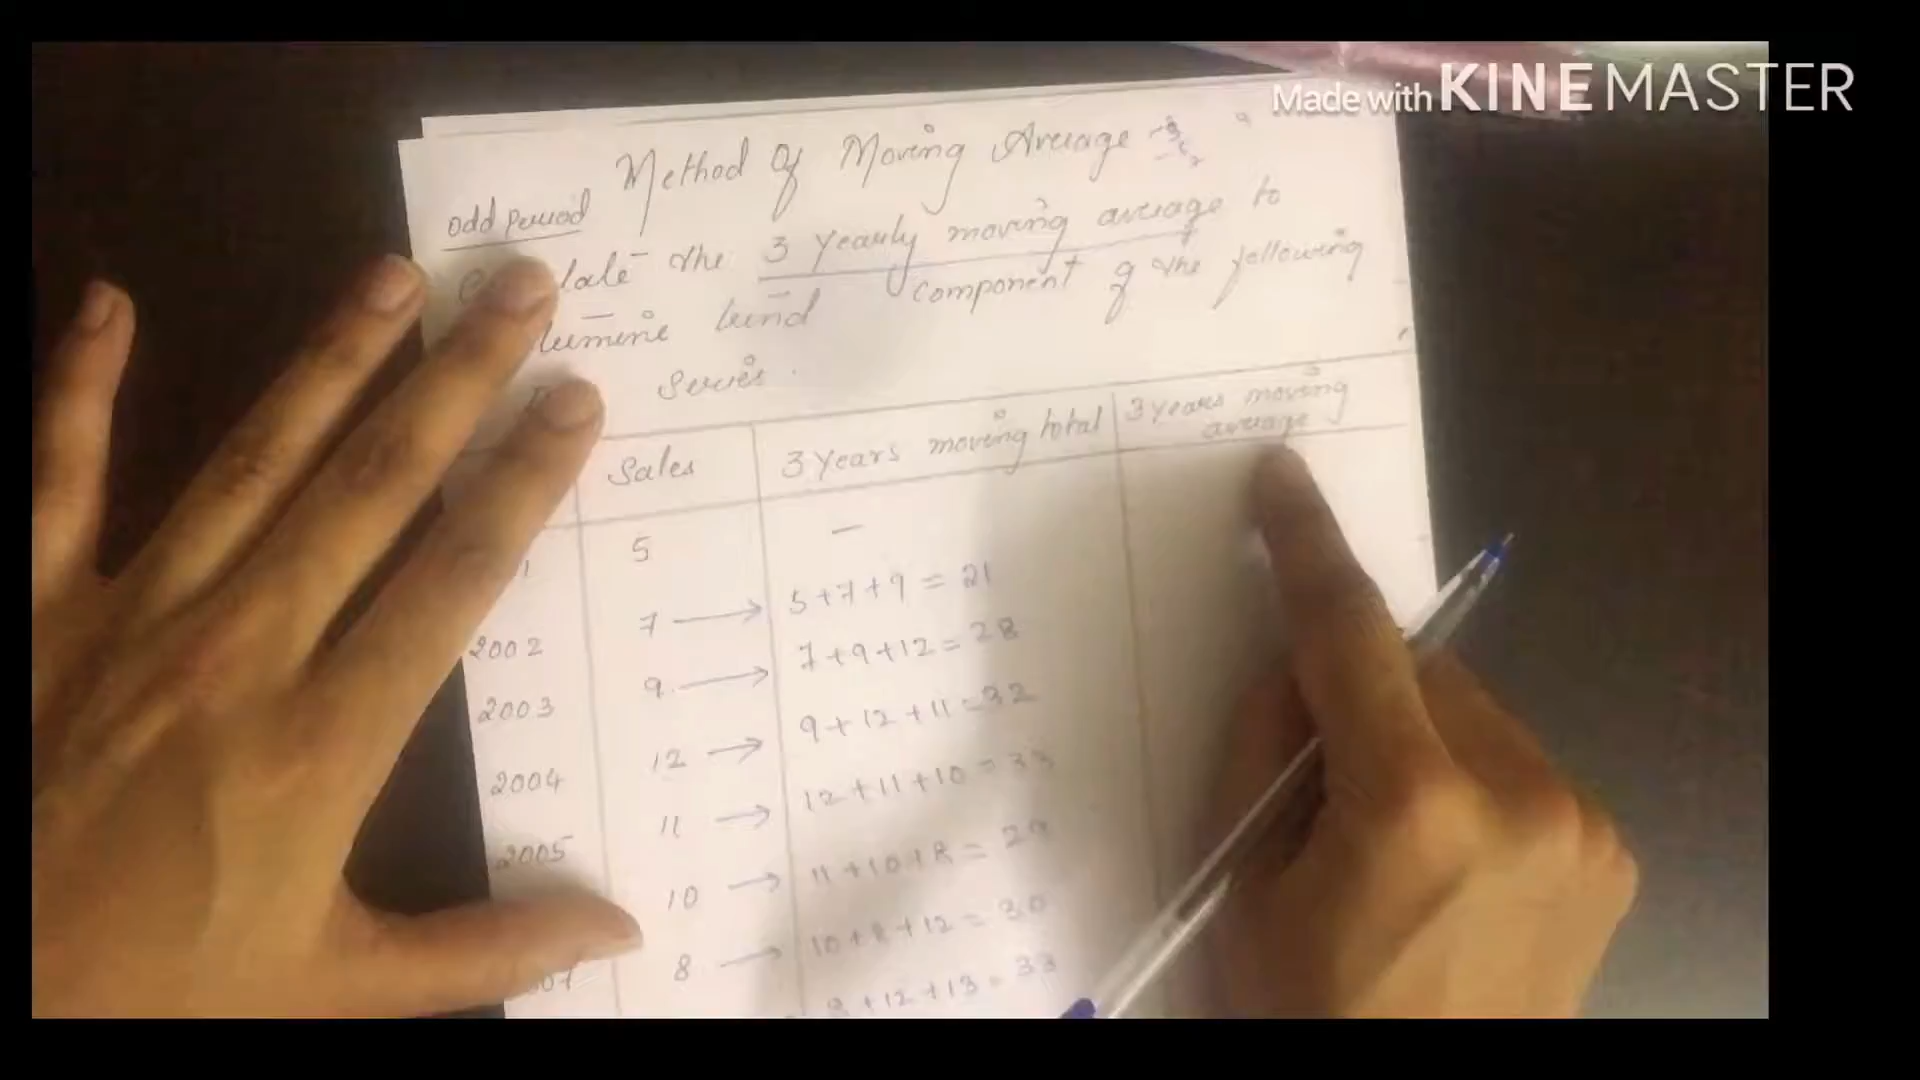 Made with KINEMASTER
Method Of Moving Average
odd period
late the 3 yearly moving average to
component of the following
series.
Sales 3 years moving total 3 years moving average
5 —
2002 7 → 5+7+9 = 21
2003 9 → 7+9+12 = 28
2004 12 → 9+12+11 = 32
2005 11 → 12+11+10 = 33
10 → 11+10+8 = 29
8 → 10+8+12 = 30
+12+13 = 33